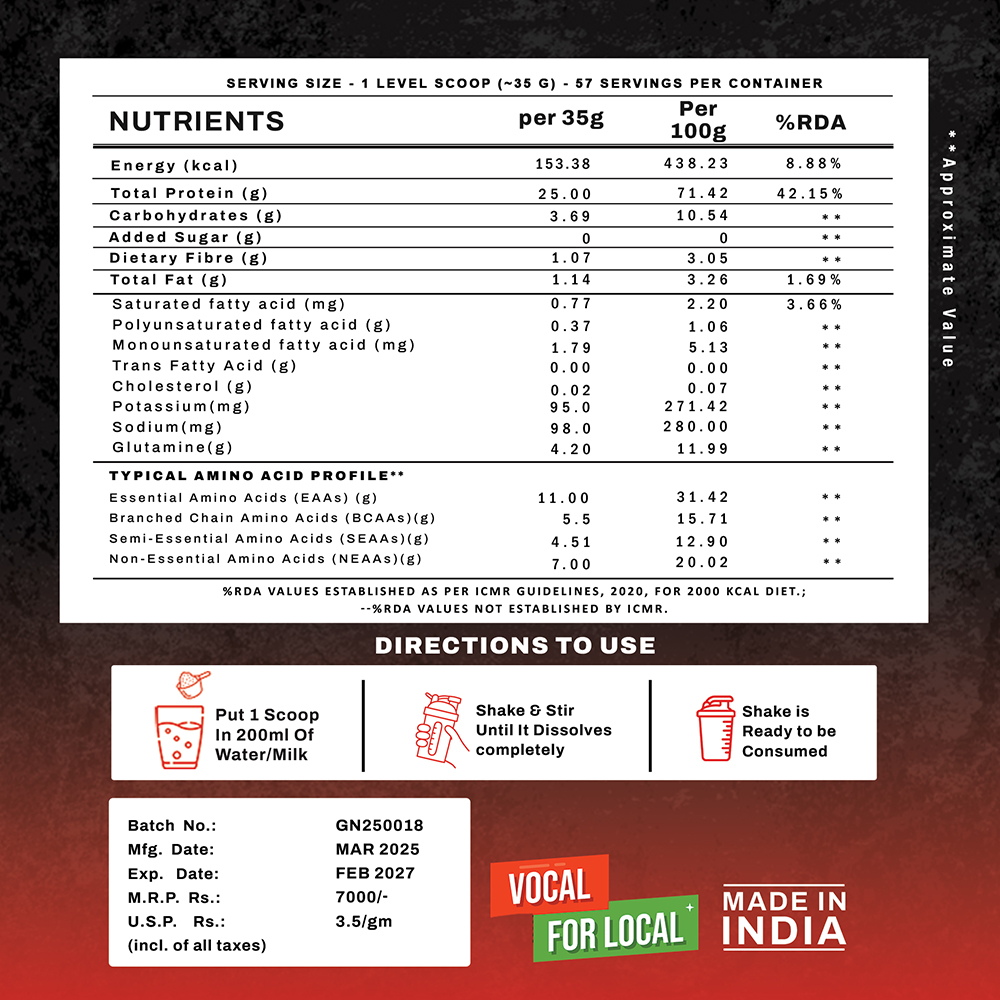 SERVING SIZE - 1 LEVEL SCOOP (~35 G) - 57 SERVINGS PER CONTAINER
NUTRIENTS per 35g Per 100g %RDA
Energy (kcal) 153.38 438.23 8.88%
Total Protein (g) 25.00 71.42 42.15%
Carbohydrates (g) 3.69 10.54 **
Added Sugar (g) 0 0 **
Dietary Fibre (g) 1.07 3.05 **
Total Fat (g) 1.14 3.26 1.69%
Saturated fatty acid (mg) 0.77 2.20 3.66%
Polyunsaturated fatty acid (g) 0.37 1.06 **
Monounsaturated fatty acid (mg) 1.79 5.13 **
Trans Fatty Acid (g) 0.00 0.00 **
Cholesterol (g) 0.02 0.07 **
Potassium(mg) 95.0 271.42 **
Sodium(mg) 98.0 280.00 **
Glutamine(g) 4.20 11.99 **
TYPICAL AMINO ACID PROFILE**
Essential Amino Acids (EAAs) (g) 11.00 31.42 **
Branched Chain Amino Acids (BCAAs)(g) 5.5 15.71 **
Semi-Essential Amino Acids (SEAAs)(g) 4.51 12.90 **
Non-Essential Amino Acids (NEAAs)(g) 7.00 20.02 **
%RDA VALUES ESTABLISHED AS PER ICMR GUIDELINES, 2020, FOR 2000 KCAL DIET.;
--%RDA VALUES NOT ESTABLISHED BY ICMR.
**Approximate Value
DIRECTIONS TO USE
Put 1 Scoop
In 200ml Of
Water/Milk
Shake & Stir
Until It Dissolves
completely
Shake is
Ready to be
Consumed
Batch No.: GN250018
Mfg. Date: MAR 2025
Exp. Date: FEB 2027
M.R.P. Rs.: 7000/-
U.S.P. Rs.: 3.5/gm
(incl. of all taxes)
VOCAL
FOR LOCAL
MADE IN
INDIA